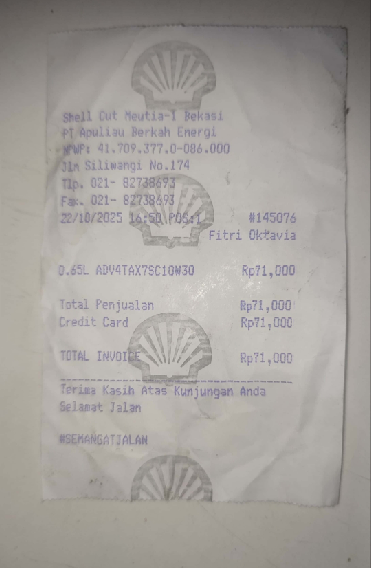 Shell Cut Meutia-1 Bekasi
PT Apuliau Berkah Energi
NPWP: 41.709.377.0-086.000
Jln Siliwangi No.174
Tlp. 021- 82738693
Fax. 021- 82738693
22/10/2025 16:50 POS:1 #145076
Fitri Oktavia
0.65L ADV4TAX7SC10W30 Rp71,000
Total Penjualan Rp71,000
Credit Card Rp71,000
TOTAL INVOICE Rp71,000
Terima Kasih Atas Kunjungan Anda
Selamat Jalan
#SEMANGATJALAN